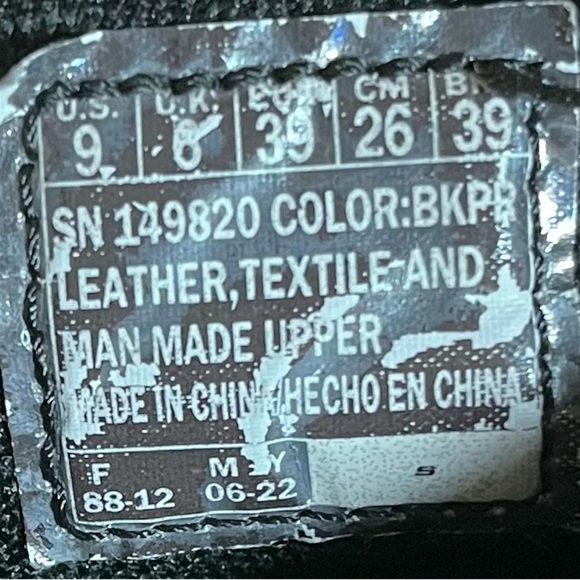 U.S. U.K. EUR CM BR
9 6 39 26 39
SN 149820 COLOR:BKPR
LEATHER,TEXTILE AND
MAN MADE UPPER
MADE IN CHINA/HECHO EN CHINA
F M Y
88-12 06-22 S